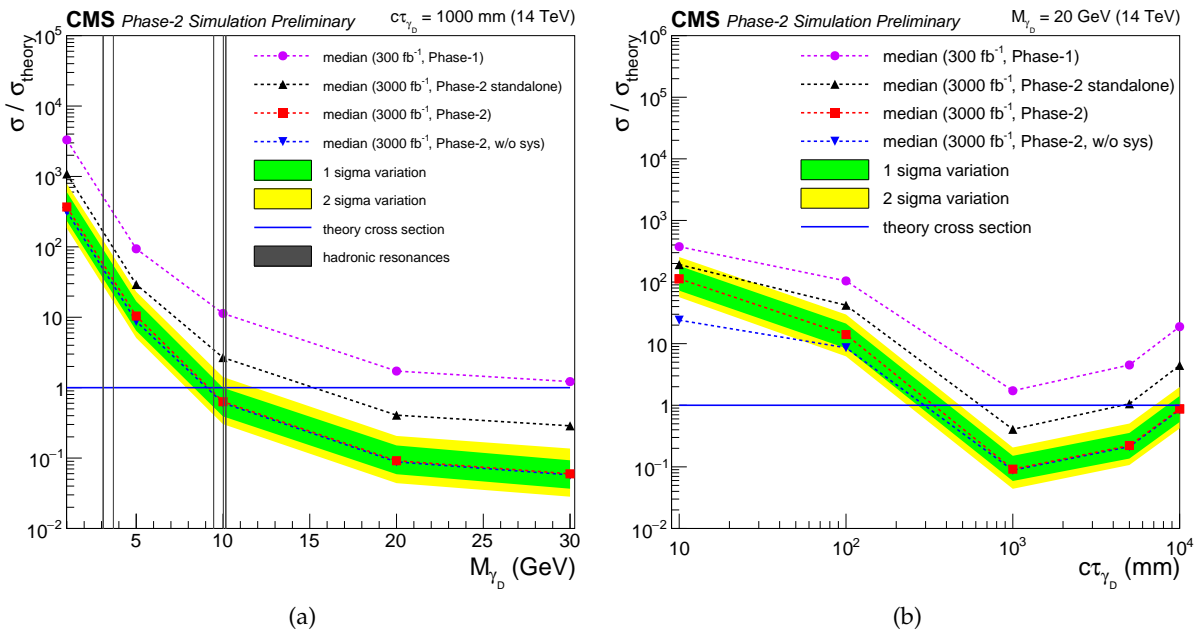 CMS Phase-2 Simulation Preliminary
cτ_γ_D = 1000 mm (14 TeV)
σ / σ_theory
10^5
10^4
10^3
10^2
10
1
10^−1
10^−2
median (300 fb^-1, Phase-1)
median (3000 fb^-1, Phase-2 standalone)
median (3000 fb^-1, Phase-2)
median (3000 fb^-1, Phase-2, w/o sys)
1 sigma variation
2 sigma variation
theory cross section
hadronic resonances
5 10 15 20 25 30
M_γ_D (GeV)
(a)
CMS Phase-2 Simulation Preliminary
M_γ_D = 20 GeV (14 TeV)
σ / σ_theory
10^6
10^5
10^4
10^3
10^2
10
1
10^−1
10^−2
median (300 fb^-1, Phase-1)
median (3000 fb^-1, Phase-2 standalone)
median (3000 fb^-1, Phase-2)
median (3000 fb^-1, Phase-2, w/o sys)
1 sigma variation
2 sigma variation
theory cross section
10 10^2 10^3 10^4
cτ_γ_D (mm)
(b)